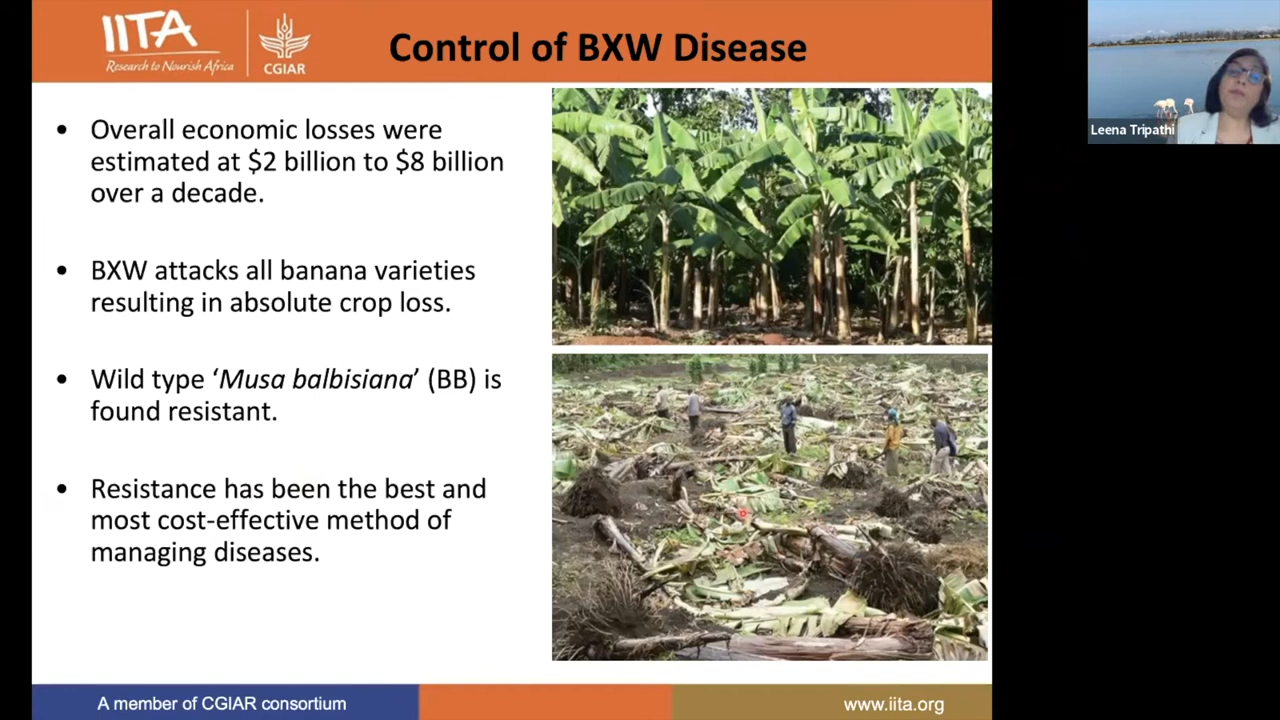 IITA
Research to Nourish Africa
CGIAR
Control of BXW Disease
Leena Tripathi
• Overall economic losses were
estimated at $2 billion to $8 billion
over a decade.
• BXW attacks all banana varieties
resulting in absolute crop loss.
• Wild type ‘Musa balbisiana’ (BB) is
found resistant.
• Resistance has been the best and
most cost-effective method of
managing diseases.
A member of CGIAR consortium
www.iita.org